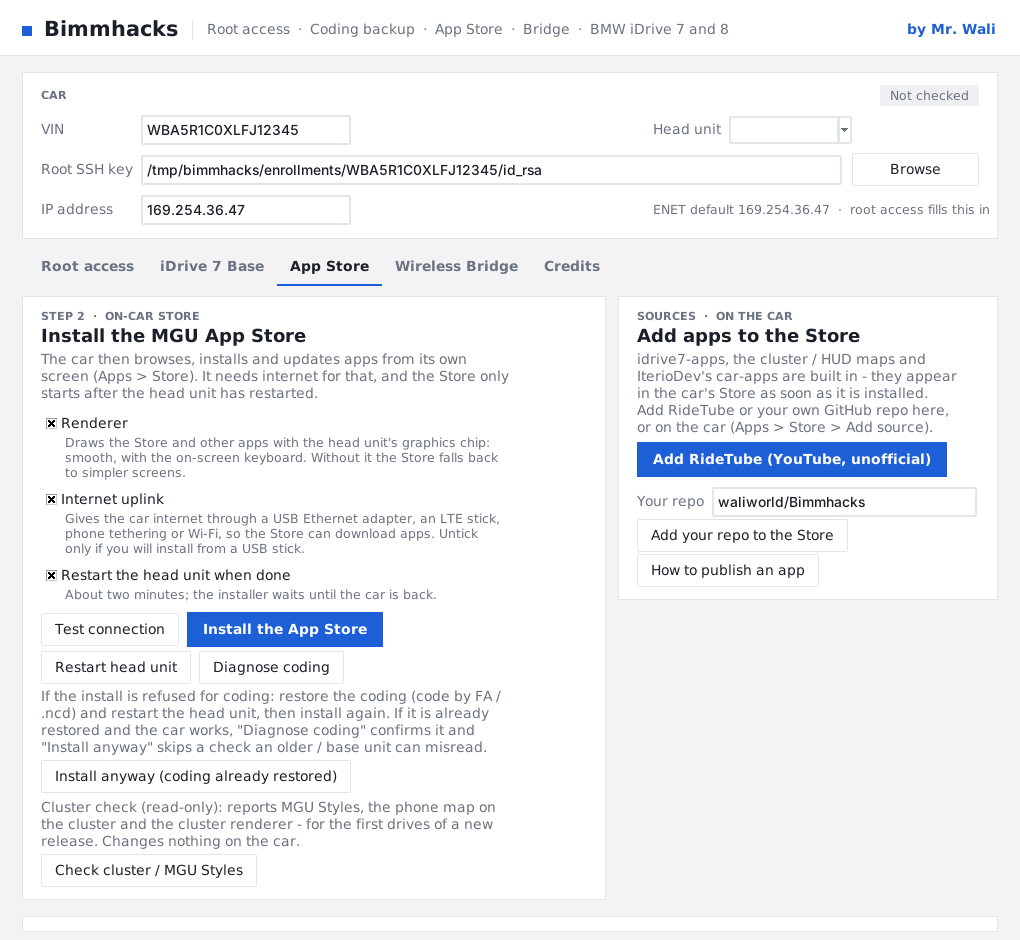 Bimmhacks
Root access · Coding backup · App Store · Bridge · BMW iDrive 7 and 8
by Mr. Wali
CAR
Not checked
VIN
WBA5R1C0XLFJ12345
Head unit
Root SSH key
/tmp/bimmhacks/enrollments/WBA5R1C0XLFJ12345/id_rsa
Browse
IP address
169.254.36.47
ENET default 169.254.36.47 · root access fills this in
Root access
iDrive 7 Base
App Store
Wireless Bridge
Credits
STEP 2 · ON-CAR STORE
Install the MGU App Store
The car then browses, installs and updates apps from its own
screen (Apps > Store). It needs internet for that, and the Store only
starts after the head unit has restarted.
Renderer
Draws the Store and other apps with the head unit's graphics chip:
smooth, with the on-screen keyboard. Without it the Store falls back
to simpler screens.
Internet uplink
Gives the car internet through a USB Ethernet adapter, an LTE stick,
phone tethering or Wi-Fi, so the Store can download apps. Untick
only if you will install from a USB stick.
Restart the head unit when done
About two minutes; the installer waits until the car is back.
Test connection
Install the App Store
Restart head unit
Diagnose coding
If the install is refused for coding: restore the coding (code by FA /
.ncd) and restart the head unit, then install again. If it is already
restored and the car works, "Diagnose coding" confirms it and
"Install anyway" skips a check an older / base unit can misread.
Install anyway (coding already restored)
Cluster check (read-only): reports MGU Styles, the phone map on
the cluster and the cluster renderer - for the first drives of a new
release. Changes nothing on the car.
Check cluster / MGU Styles
SOURCES · ON THE CAR
Add apps to the Store
idrive7-apps, the cluster / HUD maps and
IterioDev's car-apps are built in - they appear
in the car's Store as soon as it is installed.
Add RideTube or your own GitHub repo here,
or on the car (Apps > Store > Add source).
Add RideTube (YouTube, unofficial)
Your repo
waliworld/Bimmhacks
Add your repo to the Store
How to publish an app